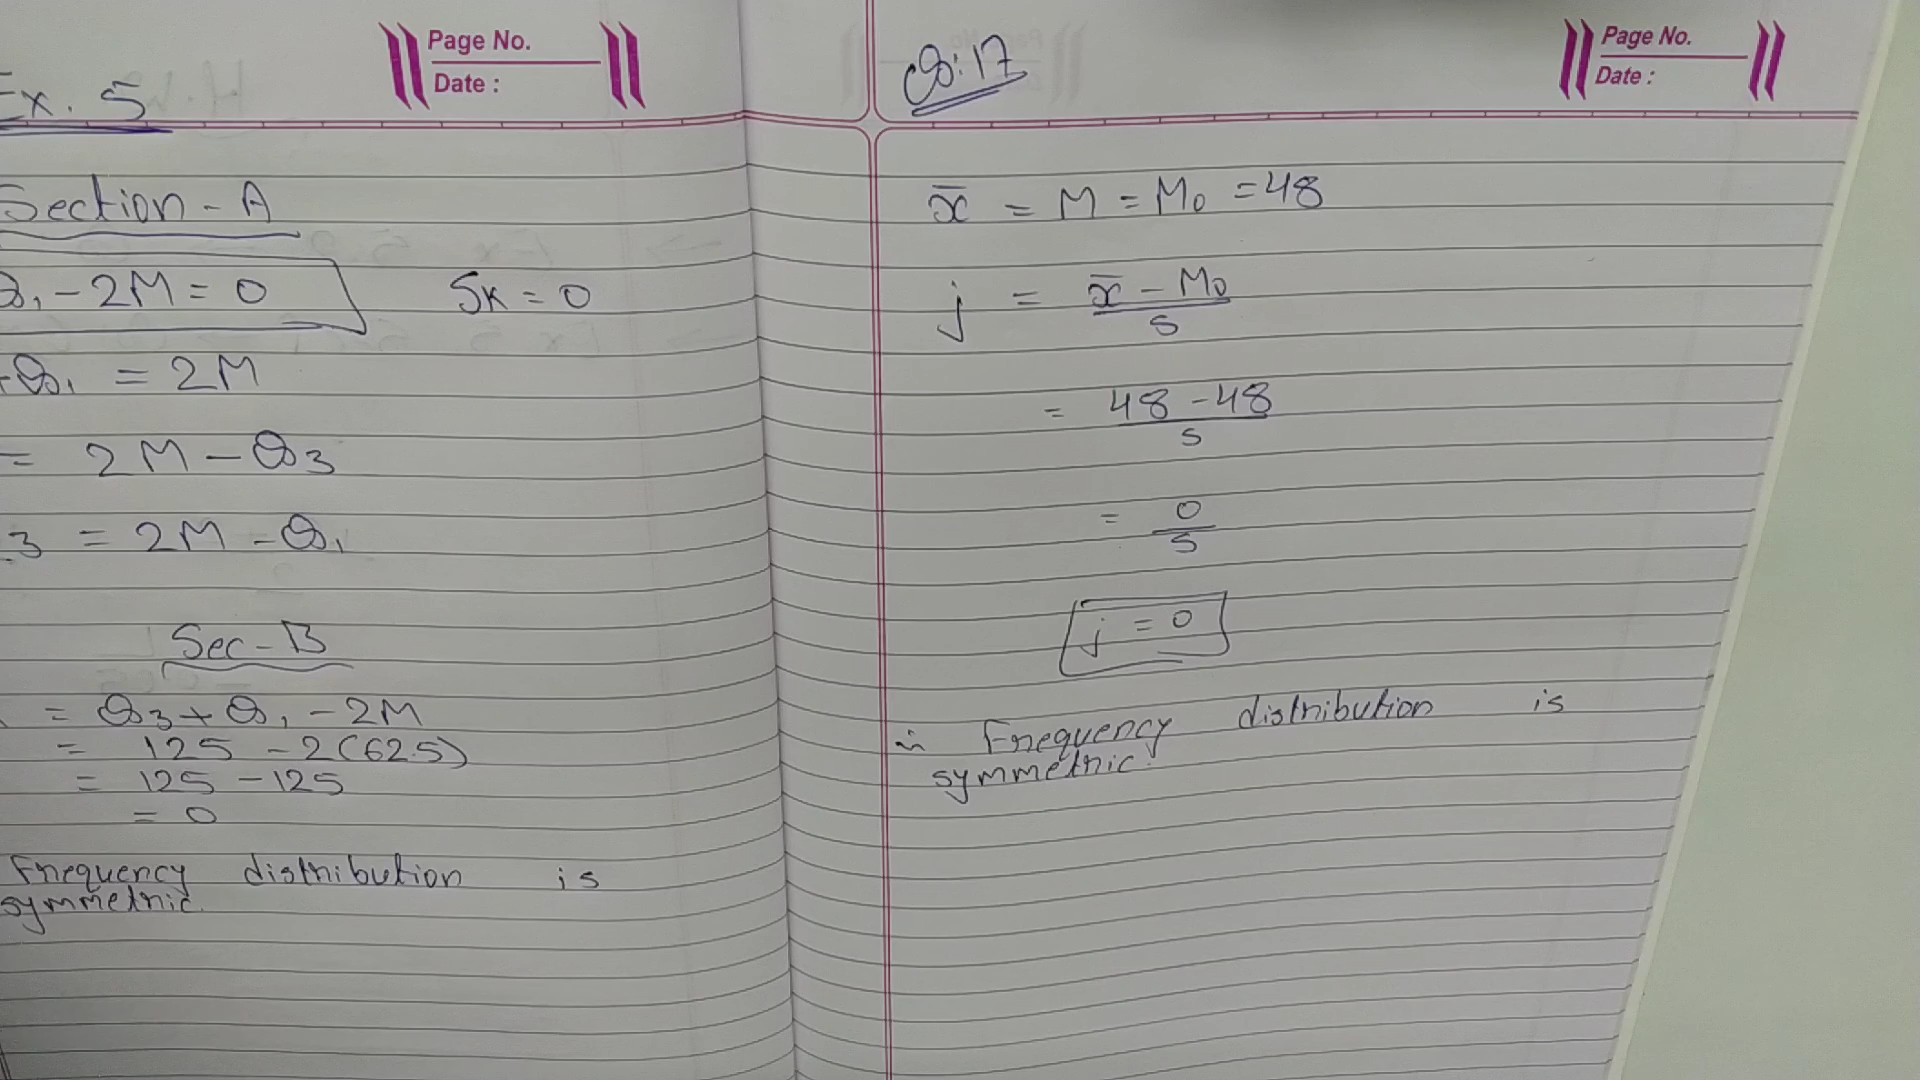 Page No.
Date :
Ex. 5
Section - A
Q₁ - 2M = 0 Sk = 0
+Q₁ = 2M
= 2M - Q₃
3 = 2M - Q₁
Sec - B
= Q₃ + Q₁ - 2M
= 125 - 2(62.5)
= 125 - 125
= 0
Frequency distribution is
symmetric.
Q:17
Page No.
Date :
x̄ = M = M₀ = 48
j = x̄ - M₀ / s
= 48 - 48 / s
= 0 / s
j = 0
∴ Frequency distribution is
symmetric.